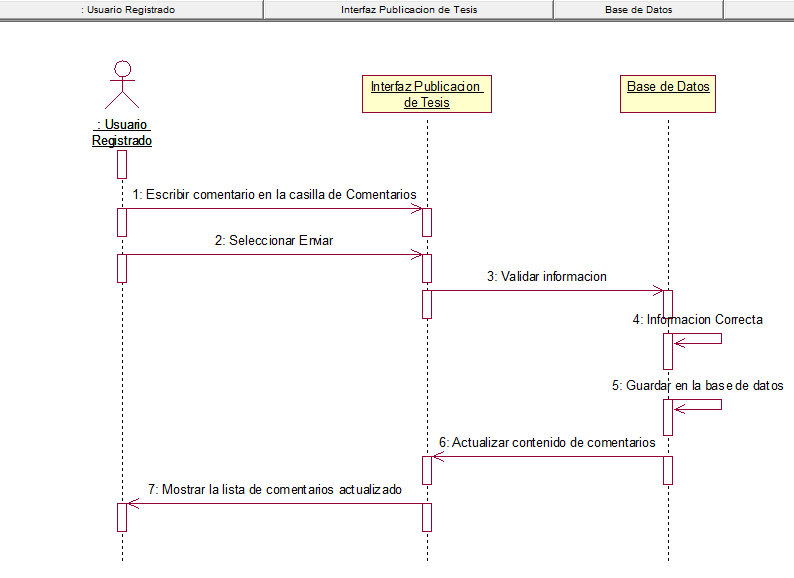 : Usuario Registrado
Interfaz Publicacion de Tesis
Base de Datos
: Usuario
Registrado
Interfaz Publicacion
de Tesis
Base de Datos
1: Escribir comentario en la casilla de Comentarios
2: Seleccionar Enviar
3: Validar informacion
4: Informacion Correcta
5: Guardar en la base de datos
6: Actualizar contenido de comentarios
7: Mostrar la lista de comentarios actualizado